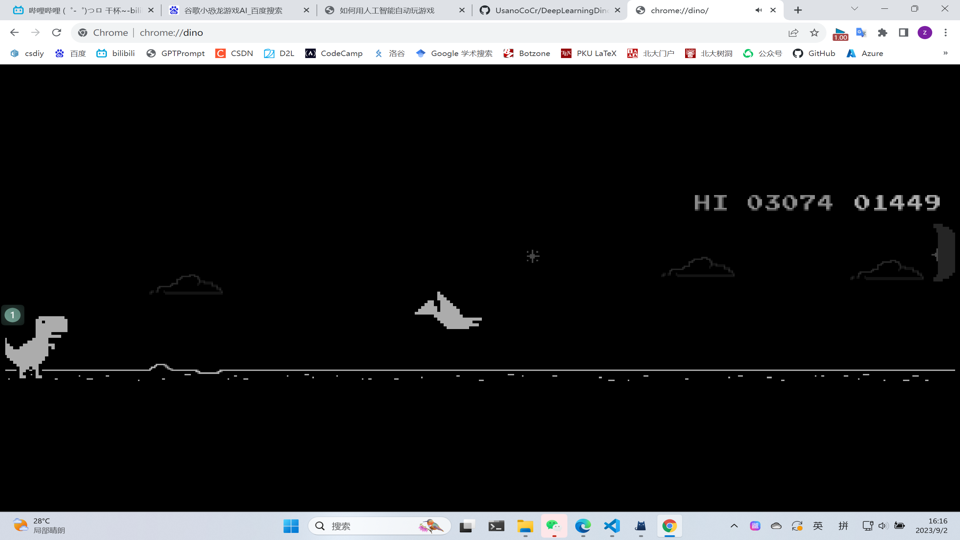 哔哩哔哩 (゜-゜)つロ 干杯~-bili
谷歌小恐龙游戏AI_百度搜索
如何用人工智能自动玩游戏
UsanoCoCr/DeepLearningDino
chrome://dino/
Chrome | chrome://dino
1.00
z
csdiy
百度
bilibili
GPTPrompt
CSDN
D2L
CodeCamp
洛谷
Google 学术搜索
Botzone
PKU LaTeX
北大门户
北大树洞
公众号
GitHub
Azure
»
HI 03074 01449
1
28°C
局部晴朗
搜索
英
拼
16:16
2023/9/2